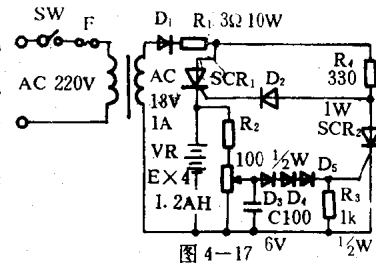 SW F D₁ R₁ 3Ω 10W
AC 220V AC SCR₁ D₂ R₄
18V 330
1A 1W
VR R₂ SCR₂
E×4 100 ½W D₅
1.2AH D₃ D₄ R₃
C100 1k
图 4-17 6V ½W